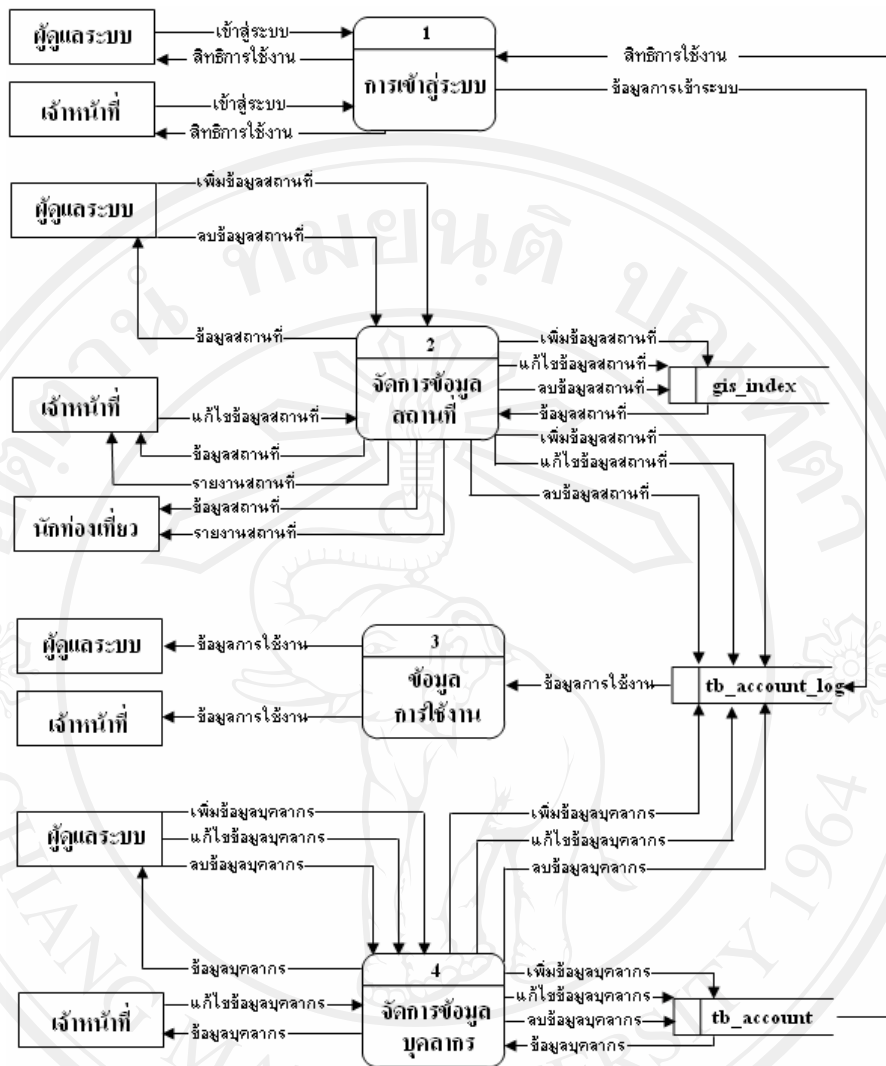 ผู้ดูแลระบบ
เข้าสู่ระบบ
สิทธิการใช้งาน
1
การเข้าสู่ระบบ
สิทธิการใช้งาน
ข้อมูลการเข้าระบบ
เจ้าหน้าที่
เข้าสู่ระบบ
สิทธิการใช้งาน
ผู้ดูแลระบบ
เพิ่มข้อมูลสถานที่
ลบข้อมูลสถานที่
ข้อมูลสถานที่
2
จัดการข้อมูล
สถานที่
เพิ่มข้อมูลสถานที่
แก้ไขข้อมูลสถานที่
ลบข้อมูลสถานที่
ข้อมูลสถานที่
gis_index
เจ้าหน้าที่
แก้ไขข้อมูลสถานที่
ข้อมูลสถานที่
รายงานสถานที่
เพิ่มข้อมูลสถานที่
แก้ไขข้อมูลสถานที่
ลบข้อมูลสถานที่
นักท่องเที่ยว
ข้อมูลสถานที่
รายงานสถานที่
ผู้ดูแลระบบ
ข้อมูลการใช้งาน
3
ข้อมูล
การใช้งาน
ข้อมูลการใช้งาน
tb_account_log
เจ้าหน้าที่
ข้อมูลการใช้งาน
ผู้ดูแลระบบ
เพิ่มข้อมูลบุคลากร
แก้ไขข้อมูลบุคลากร
ลบข้อมูลบุคลากร
เพิ่มข้อมูลบุคลากร
แก้ไขข้อมูลบุคลากร
ลบข้อมูลบุคลากร
ข้อมูลบุคลากร
4
จัดการข้อมูล
บุคลากร
เพิ่มข้อมูลบุคลากร
แก้ไขข้อมูลบุคลากร
ลบข้อมูลบุคลากร
ข้อมูลบุคลากร
tb_account
เจ้าหน้าที่
แก้ไขข้อมูลบุคลากร
ข้อมูลบุคลากร
CHIANG MAI UNIVERSITY 1964